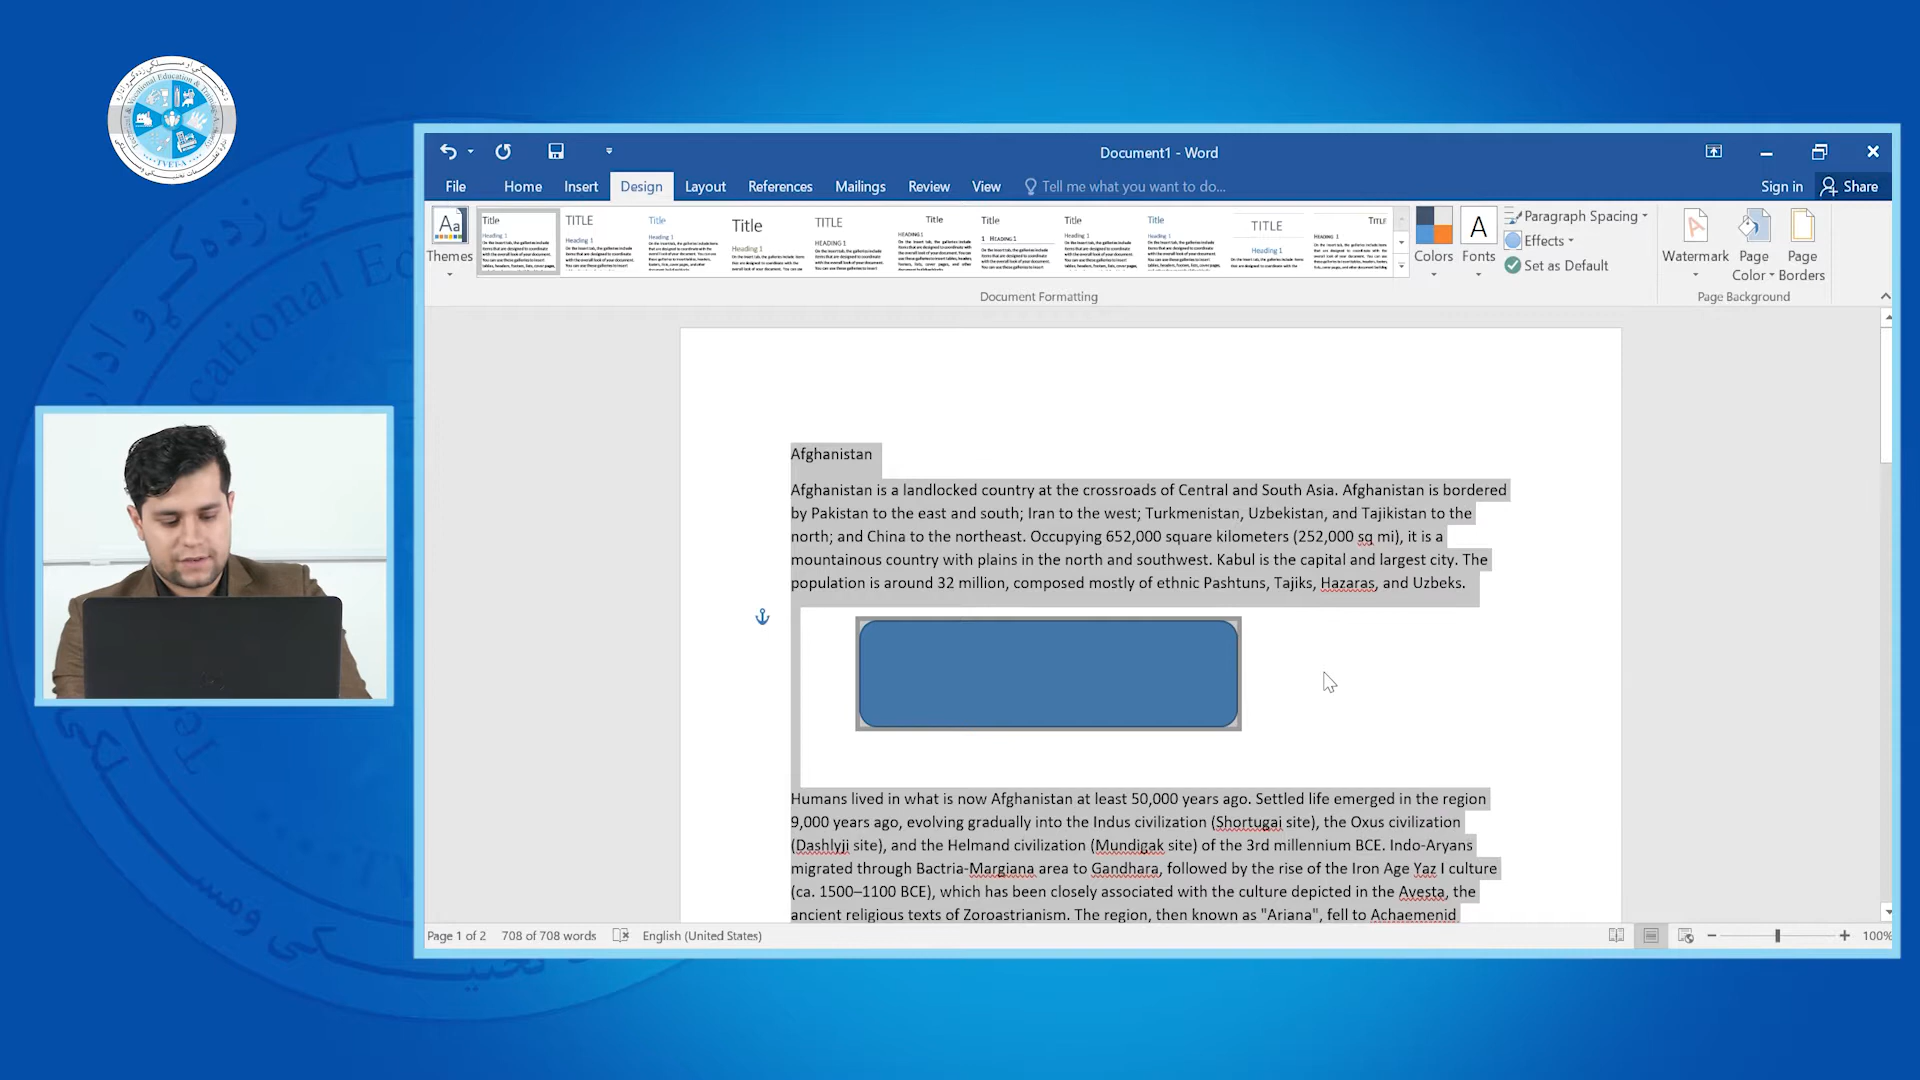 Document1 - Word
File Home Insert Design Layout References Mailings Review View Tell me what you want to do... Sign in Share
Themes
Colors
Fonts
Paragraph Spacing
Effects
Set as Default
Watermark
Page Color
Page Borders
Document Formatting
Page Background
Afghanistan
Afghanistan is a landlocked country at the crossroads of Central and South Asia. Afghanistan is bordered
by Pakistan to the east and south; Iran to the west; Turkmenistan, Uzbekistan, and Tajikistan to the
north; and China to the northeast. Occupying 652,000 square kilometers (252,000 sq mi), it is a
mountainous country with plains in the north and southwest. Kabul is the capital and largest city. The
population is around 32 million, composed mostly of ethnic Pashtuns, Tajiks, Hazaras, and Uzbeks.
Humans lived in what is now Afghanistan at least 50,000 years ago. Settled life emerged in the region
9,000 years ago, evolving gradually into the Indus civilization (Shortugai site), the Oxus civilization
(Dashlyji site), and the Helmand civilization (Mundigak site) of the 3rd millennium BCE. Indo-Aryans
migrated through Bactria-Margiana area to Gandhara, followed by the rise of the Iron Age Yaz I culture
(ca. 1500–1100 BCE), which has been closely associated with the culture depicted in the Avesta, the
ancient religious texts of Zoroastrianism. The region, then known as "Ariana", fell to Achaemenid
Page 1 of 2 708 of 708 words English (United States) 100%